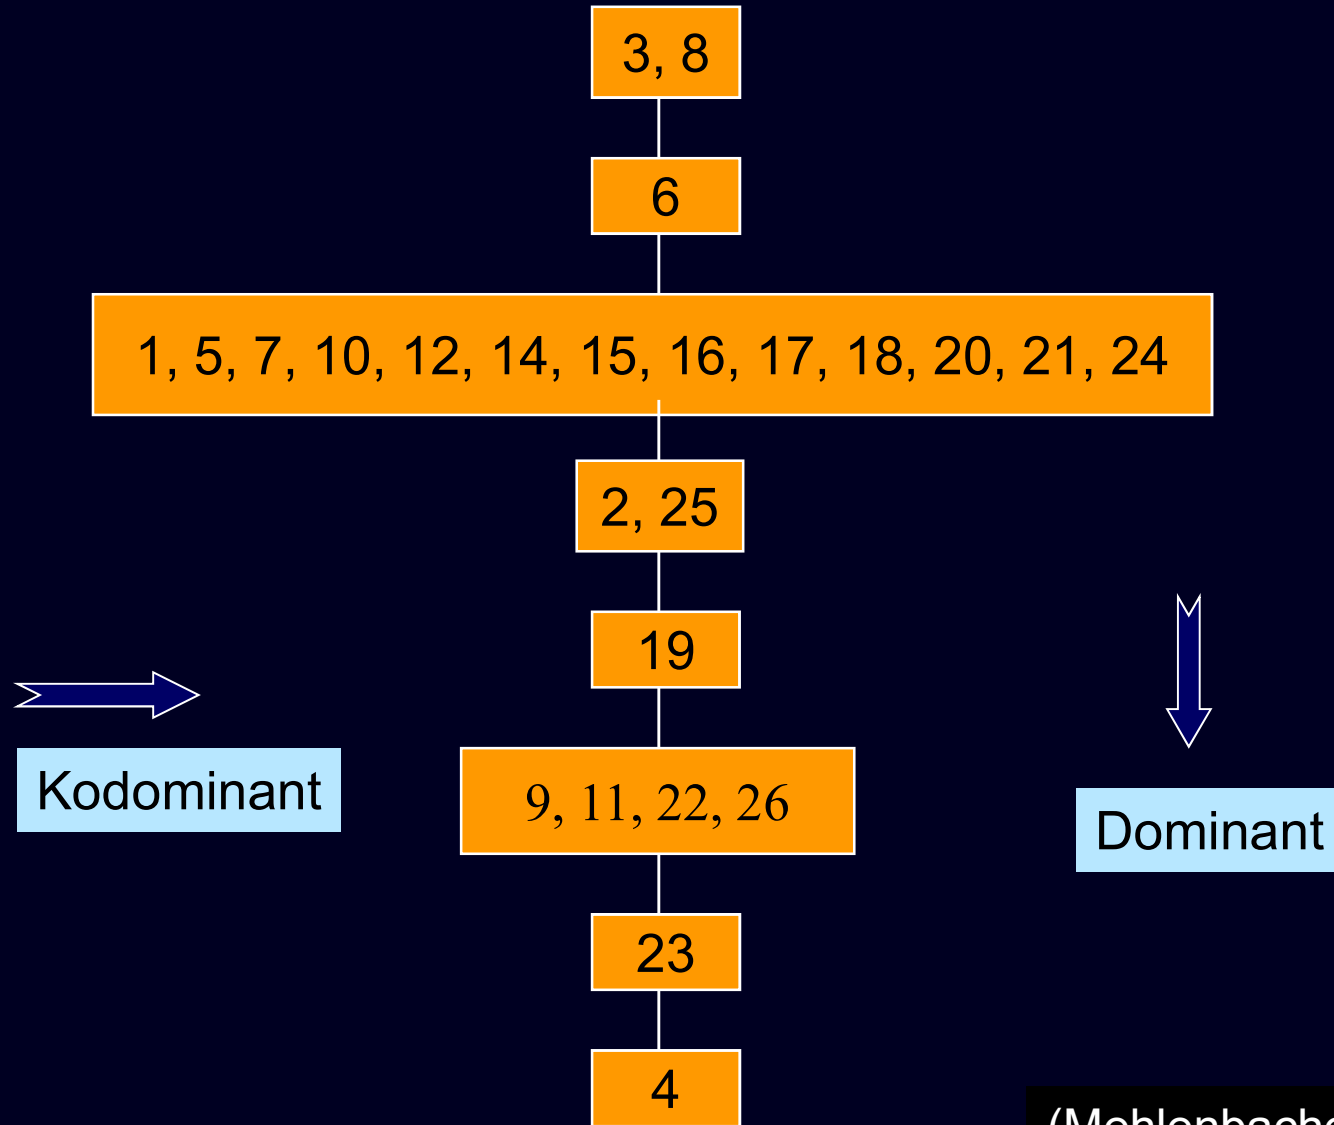 3, 8
6
1, 5, 7, 10, 12, 14, 15, 16, 17, 18, 20, 21, 24
2, 25
19
Kodominant
9, 11, 22, 26
Dominant
23
4